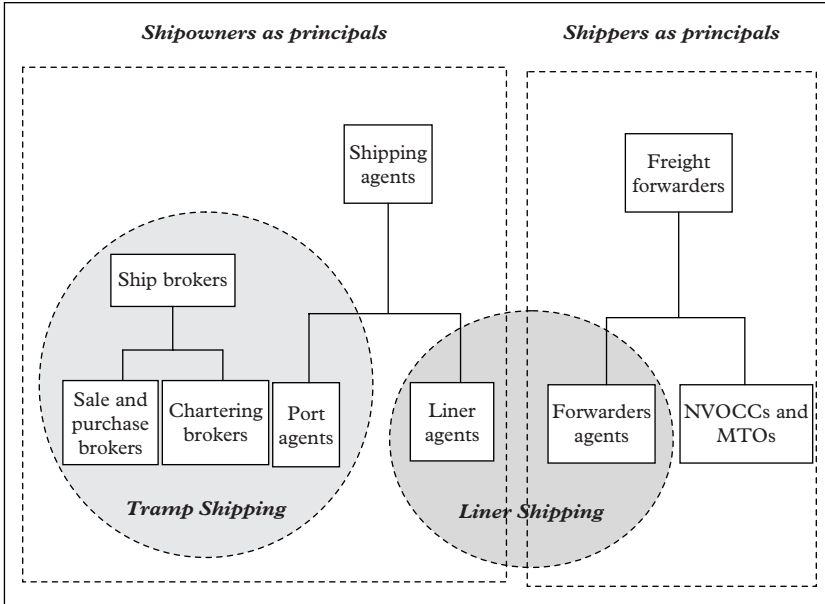 Shipowners as principals
Shippers as principals
Shipping
agents
Freight
forwarders
Ship brokers
Sale and
purchase
brokers
Chartering
brokers
Port
agents
Liner
agents
Forwarders
agents
NVOCCs and
MTOs
Tramp Shipping
Liner Shipping